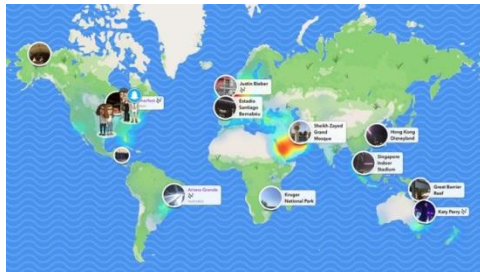 Justin Bieber
Estadio
Santiago
Bernabéu
Sheikh Zayed
Grand
Mosque
Hong Kong
Disneyland
Singapore
Indoor
Stadium
Ariana Grande
Kruger
National Park
Great Barrier
Reef
Katy Perry